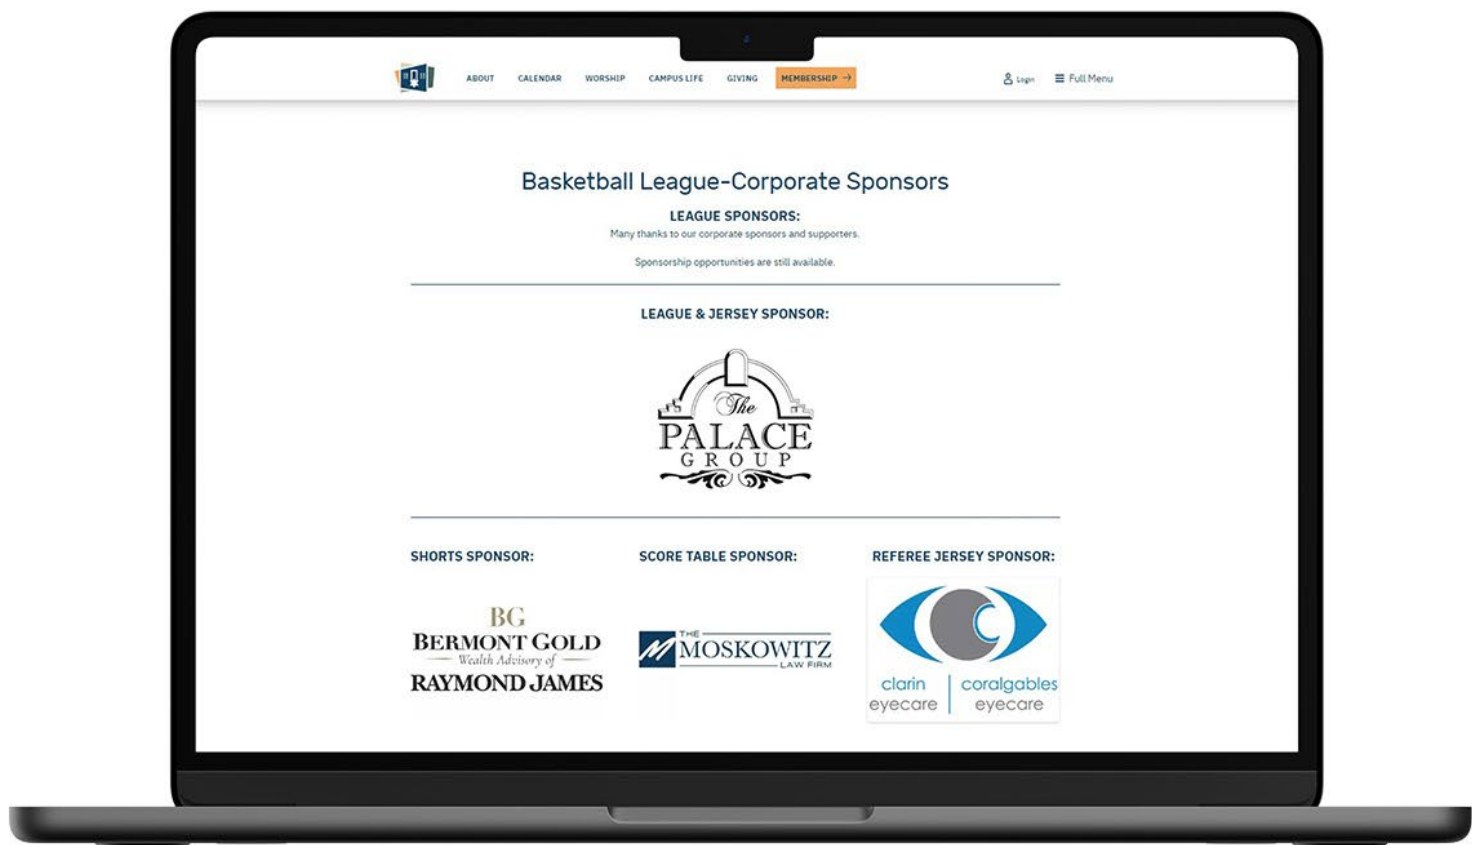 ABOUT CALENDAR WORSHIP CAMPUS LIFE GIVING MEMBERSHIP → Login Full Menu
Basketball League-Corporate Sponsors
LEAGUE SPONSORS:
Many thanks to our corporate sponsors and supporters.
Sponsorship opportunities are still available.
LEAGUE & JERSEY SPONSOR:
The
PALACE
GROUP
SHORTS SPONSOR:
BG
BERMONT GOLD
Wealth Advisory of
RAYMOND JAMES
SCORE TABLE SPONSOR:
THE
MOSKOWITZ
LAW FIRM
REFEREE JERSEY SPONSOR:
clarin
eyecare
coralgables
eyecare